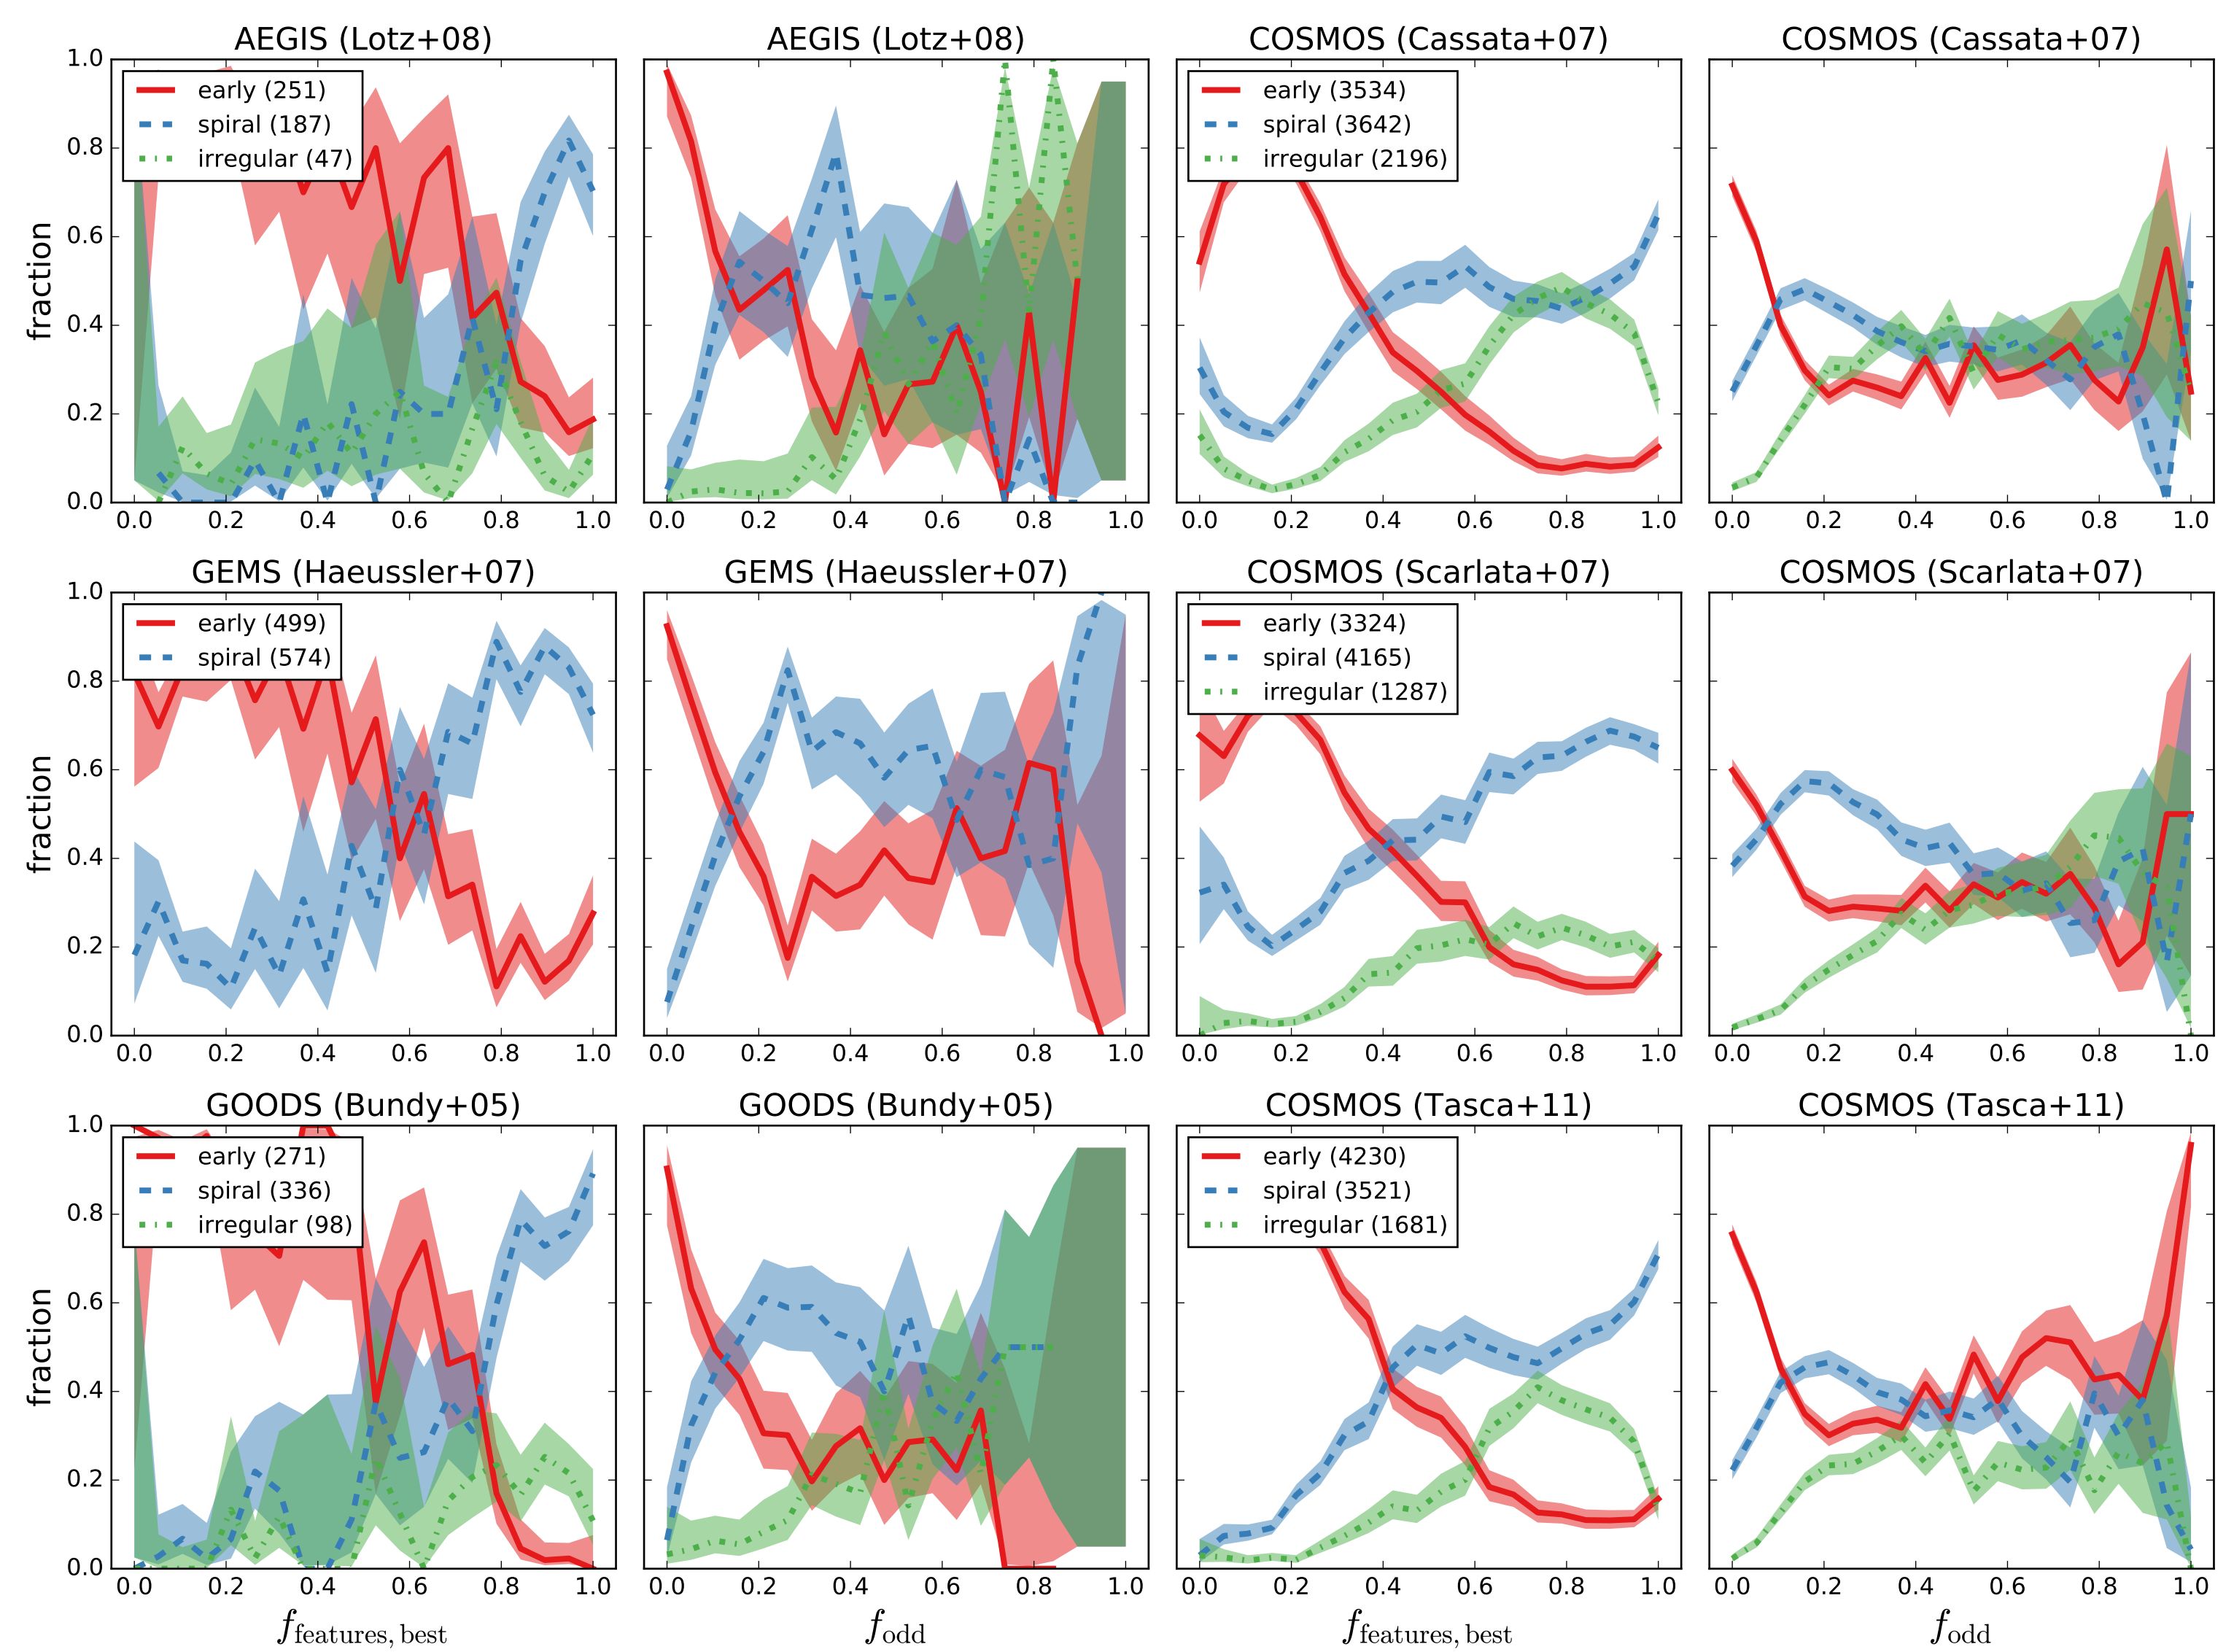 AEGIS (Lotz+08) AEGIS (Lotz+08) COSMOS (Cassata+07) COSMOS (Cassata+07)
fraction
1.0
0.8
0.6
0.4
0.2
0.0
early (251)
spiral (187)
irregular (47)
early (3534)
spiral (3642)
irregular (2196)
0.0 0.2 0.4 0.6 0.8 1.0 0.0 0.2 0.4 0.6 0.8 1.0 0.0 0.2 0.4 0.6 0.8 1.0 0.0 0.2 0.4 0.6 0.8 1.0
GEMS (Haeussler+07) GEMS (Haeussler+07) COSMOS (Scarlata+07) COSMOS (Scarlata+07)
fraction
1.0
0.8
0.6
0.4
0.2
0.0
early (499)
spiral (574)
early (3324)
spiral (4165)
irregular (1287)
0.0 0.2 0.4 0.6 0.8 1.0 0.0 0.2 0.4 0.6 0.8 1.0 0.0 0.2 0.4 0.6 0.8 1.0 0.0 0.2 0.4 0.6 0.8 1.0
GOODS (Bundy+05) GOODS (Bundy+05) COSMOS (Tasca+11) COSMOS (Tasca+11)
fraction
1.0
0.8
0.6
0.4
0.2
0.0
early (271)
spiral (336)
irregular (98)
early (4230)
spiral (3521)
irregular (1681)
0.0 0.2 0.4 0.6 0.8 1.0 0.0 0.2 0.4 0.6 0.8 1.0 0.0 0.2 0.4 0.6 0.8 1.0 0.0 0.2 0.4 0.6 0.8 1.0
f features, best f odd f features, best f odd